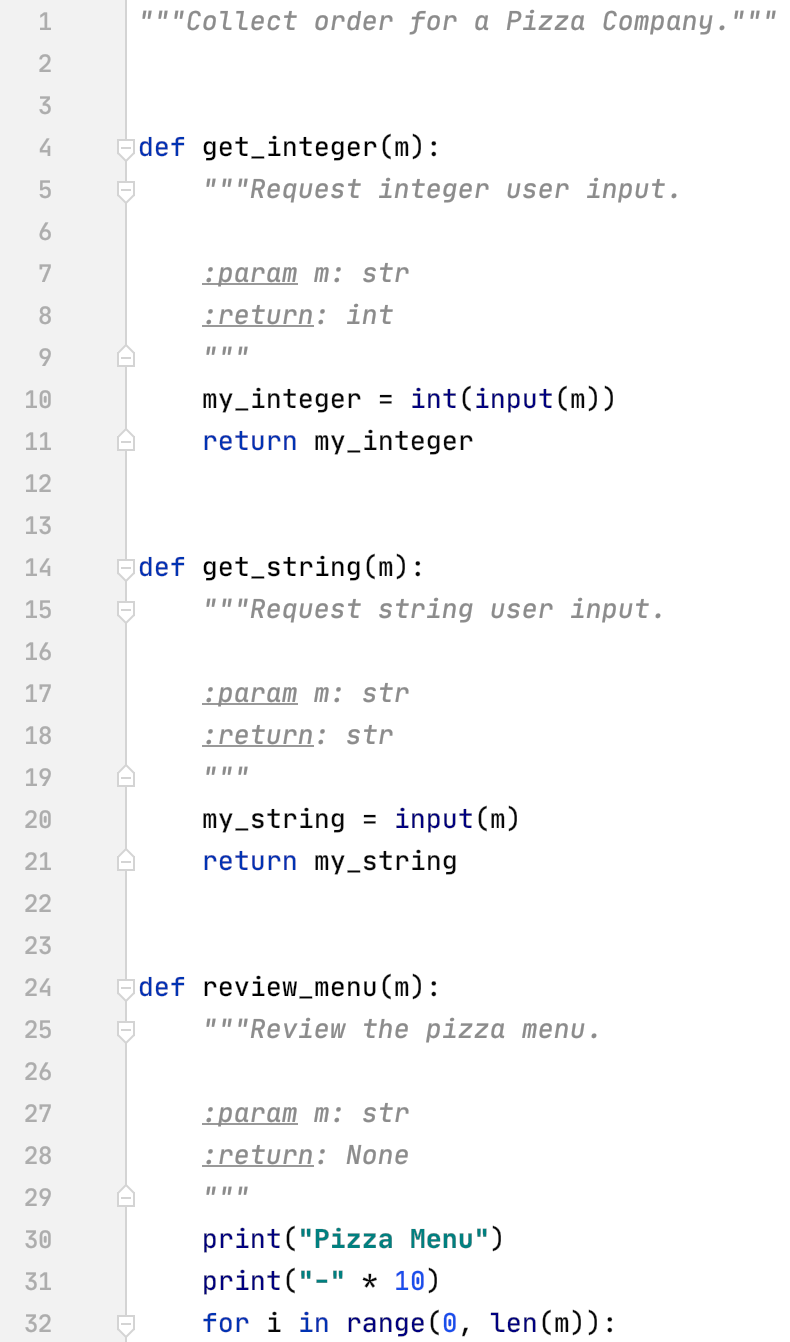 1 """Collect order for a Pizza Company."""
2
3
4 def get_integer(m):
5     """Request integer user input.
6
7     :param m: str
8     :return: int
9     """
10     my_integer = int(input(m))
11     return my_integer
12
13
14 def get_string(m):
15     """Request string user input.
16
17     :param m: str
18     :return: str
19     """
20     my_string = input(m)
21     return my_string
22
23
24 def review_menu(m):
25     """Review the pizza menu.
26
27     :param m: str
28     :return: None
29     """
30     print("Pizza Menu")
31     print("-" * 10)
32     for i in range(0, len(m)):